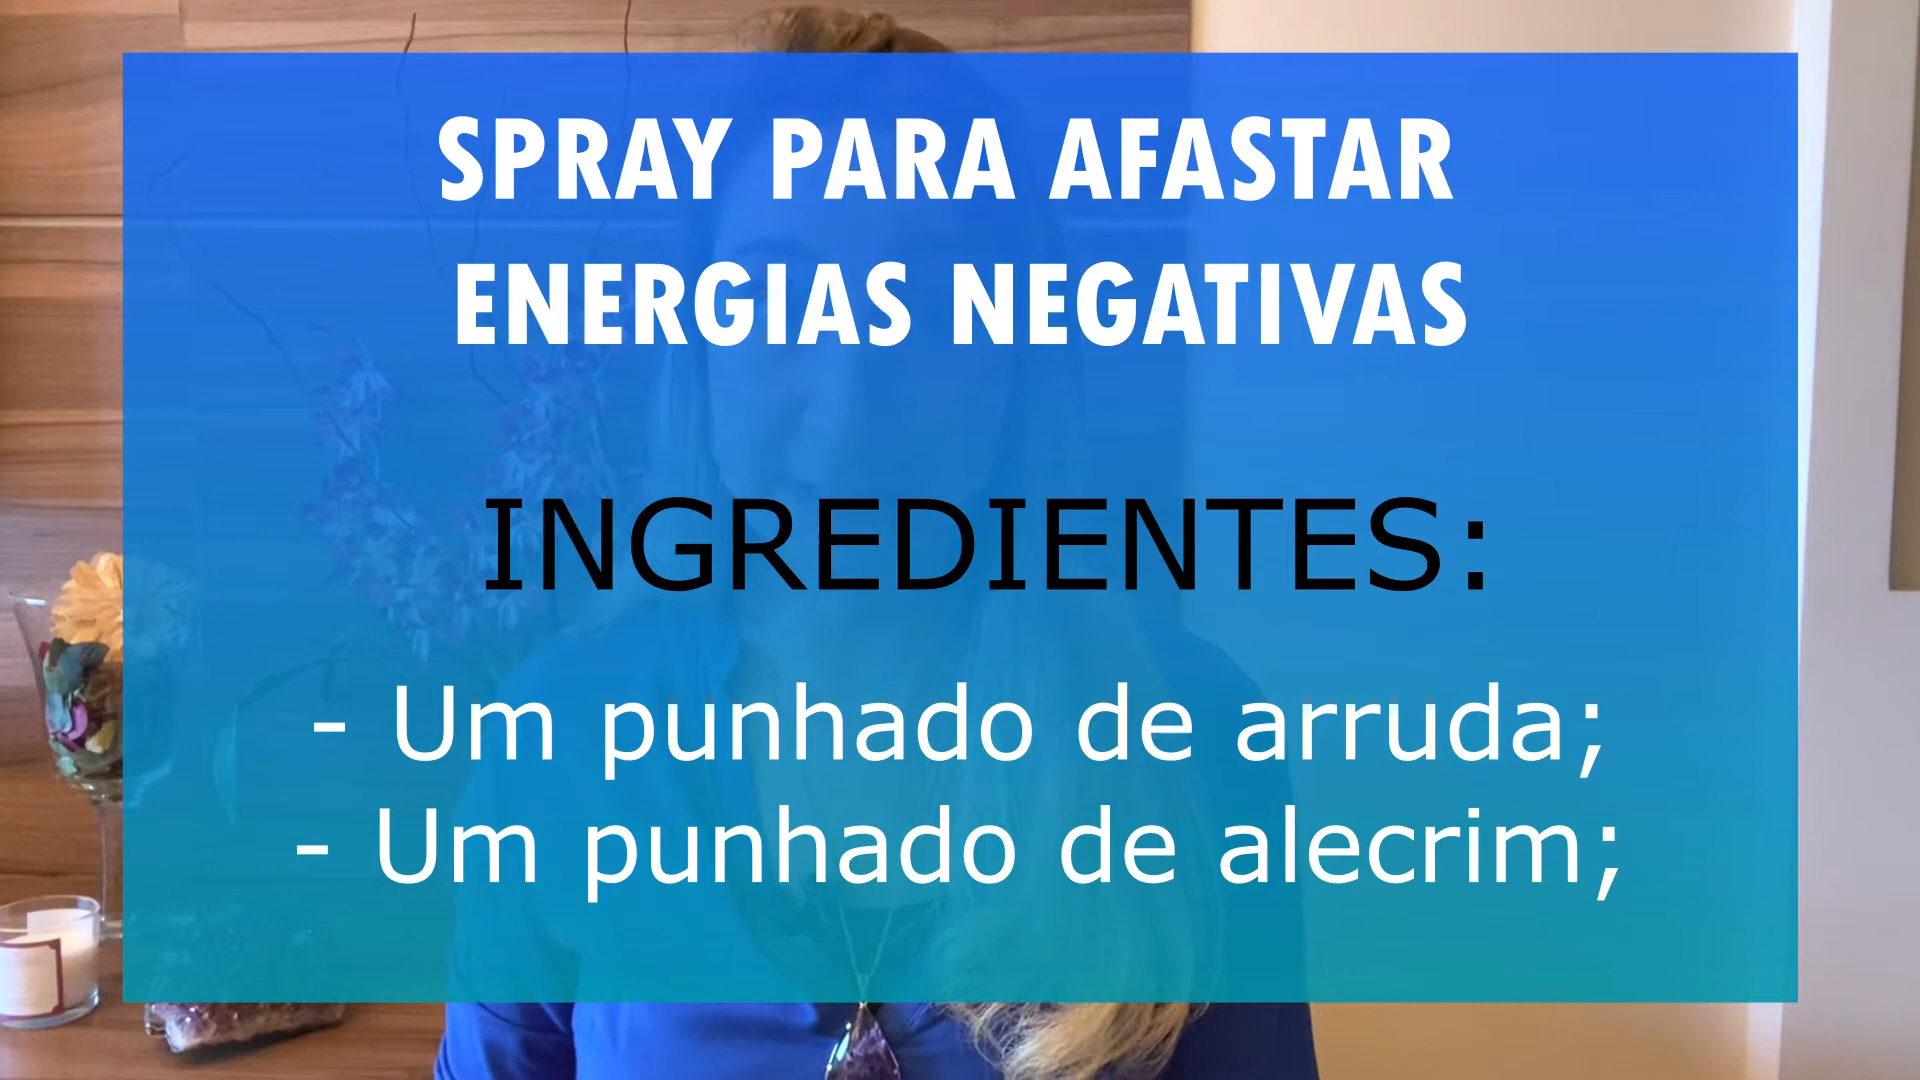 SPRAY PARA AFASTAR
ENERGIAS NEGATIVAS
INGREDIENTES:
- Um punhado de arruda;
- Um punhado de alecrim;